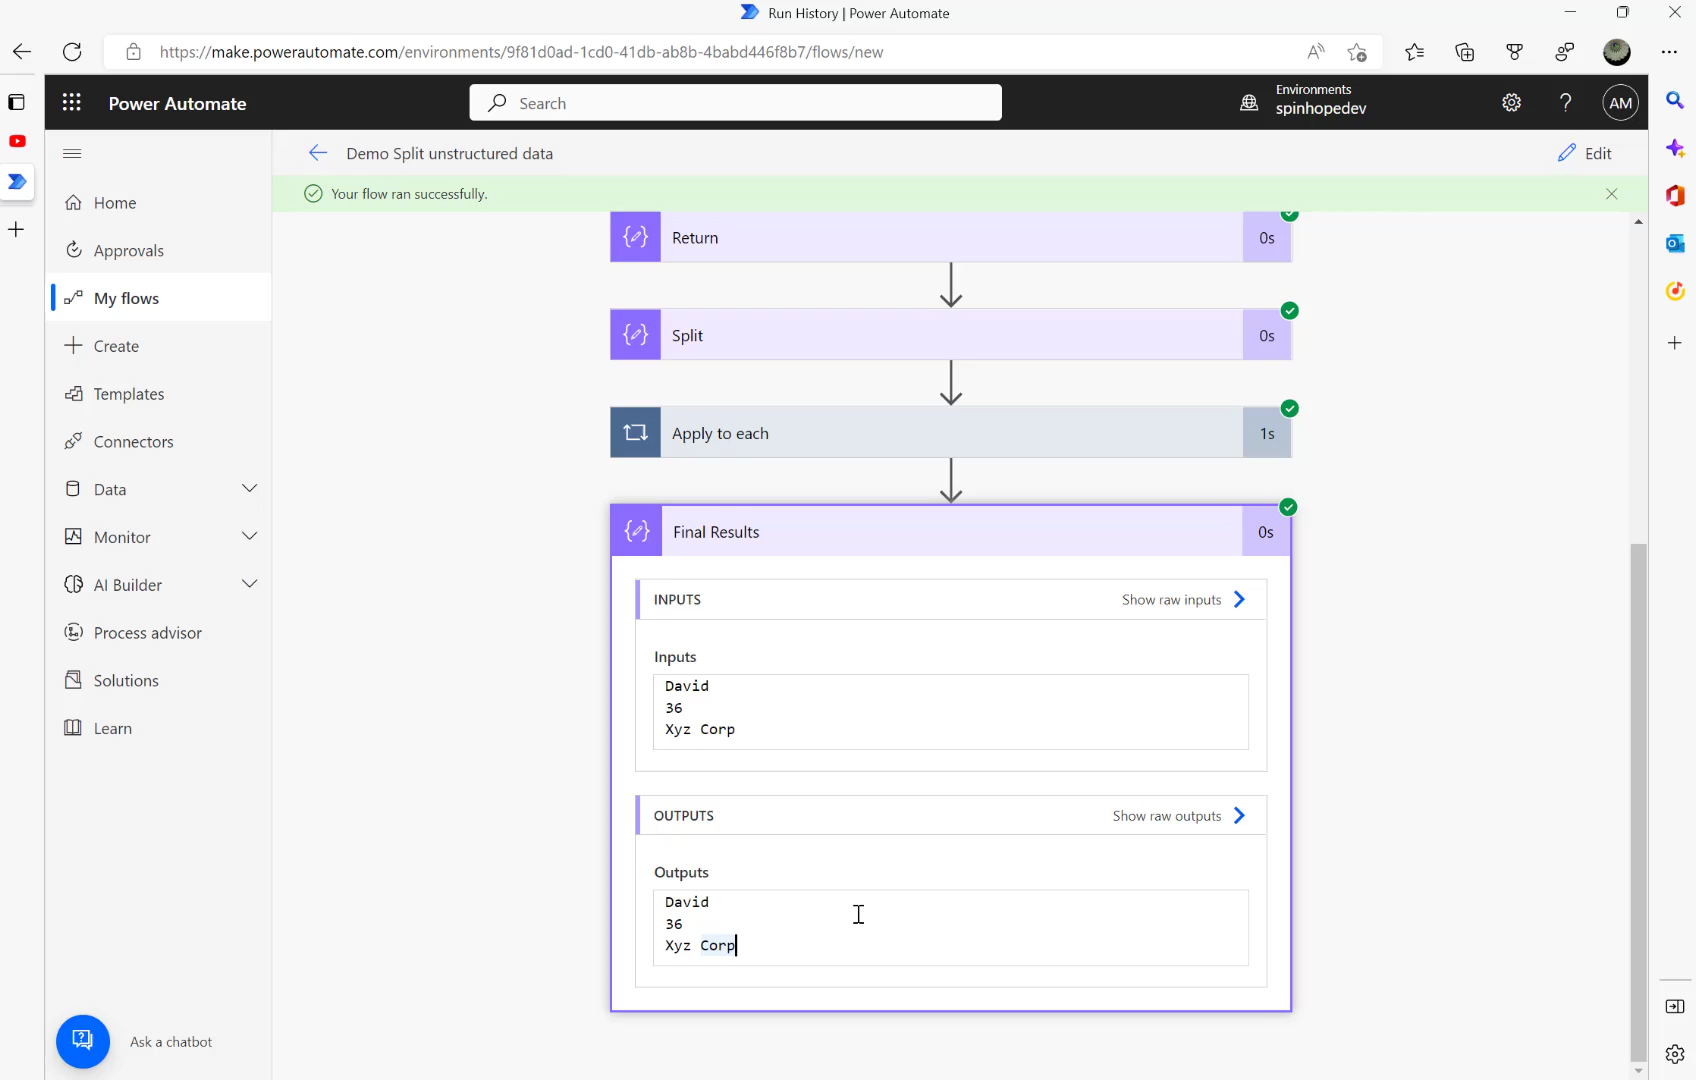 Run History | Power Automate
https://make.powerautomate.com/environments/9f81d0ad-1cd0-41db-ab8b-4babd446f8b7/flows/new
Power Automate
Search
Environments
spinhopedev
?
AM
Demo Split unstructured data
Edit
Your flow ran successfully.
Home
Approvals
My flows
Create
Templates
Connectors
Data
Monitor
AI Builder
Process advisor
Solutions
Learn
Ask a chatbot
Return
0s
Split
0s
Apply to each
1s
Final Results
0s
INPUTS
Show raw inputs
Inputs
David
36
Xyz Corp
OUTPUTS
Show raw outputs
Outputs
David
36
Xyz Corp